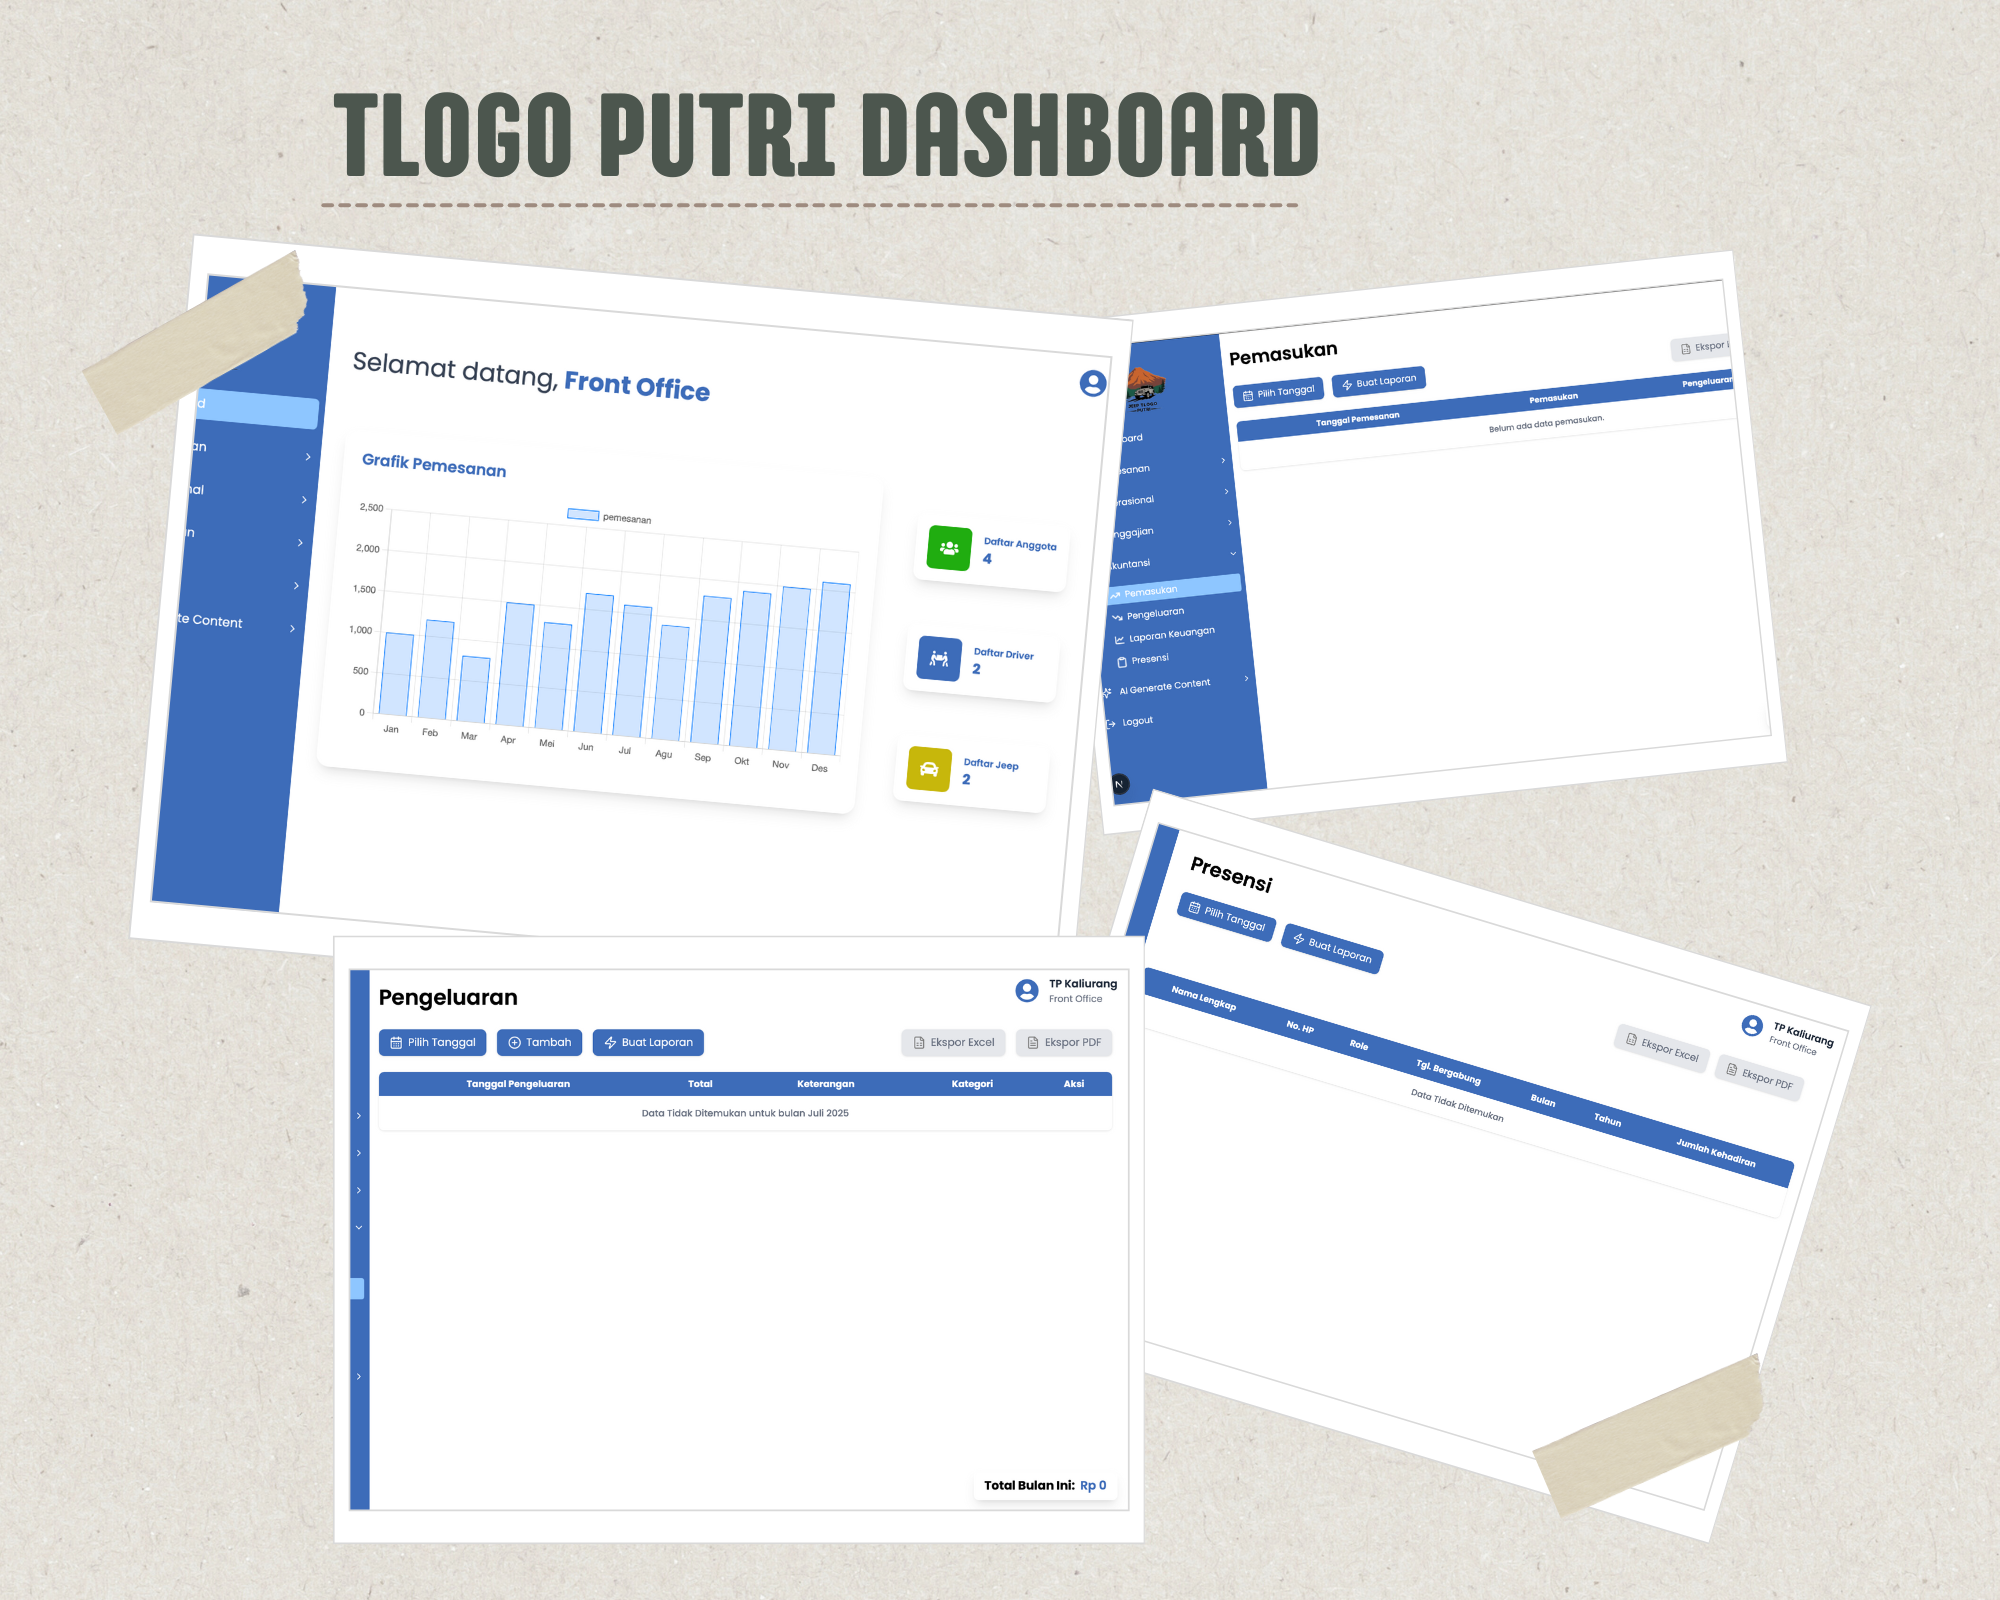 TLOGO PUTRI DASHBOARD
Selamat datang, Front Office
d
an
nal
an
te Content
Grafik Pemesanan
pemesanan
2,500
2,000
1,500
1,000
500
0
Jan Feb Mar Apr Mei Jun Jul Agu Sep Okt Nov Des
Daftar Anggota
4
Daftar Driver
2
Daftar Jeep
2
JEEP TLOGO
PUTRI
oard
esanan
erasional
nggajian
kuntansi
Pemasukan
Pengeluaran
Laporan Keuangan
Presensi
AI Generate Content
Logout
N
Pemasukan
Pilih Tanggal Buat Laporan Ekspor
Tanggal Pemesanan Pemasukan Pengeluaran
Belum ada data pemasukan.
Pengeluaran
TP Kaliurang
Front Office
Pilih Tanggal Tambah Buat Laporan Ekspor Excel Ekspor PDF
Tanggal Pengeluaran Total Keterangan Kategori Aksi
Data Tidak Ditemukan untuk bulan Juli 2025
Total Bulan Ini: Rp 0
Presensi
Pilih Tanggal Buat Laporan
TP Kaliurang
Front Office
Ekspor Excel Ekspor PDF
Nama Lengkap No. HP Role Tgl. Bergabung Bulan Tahun Jumlah Kehadiran
Data Tidak Ditemukan